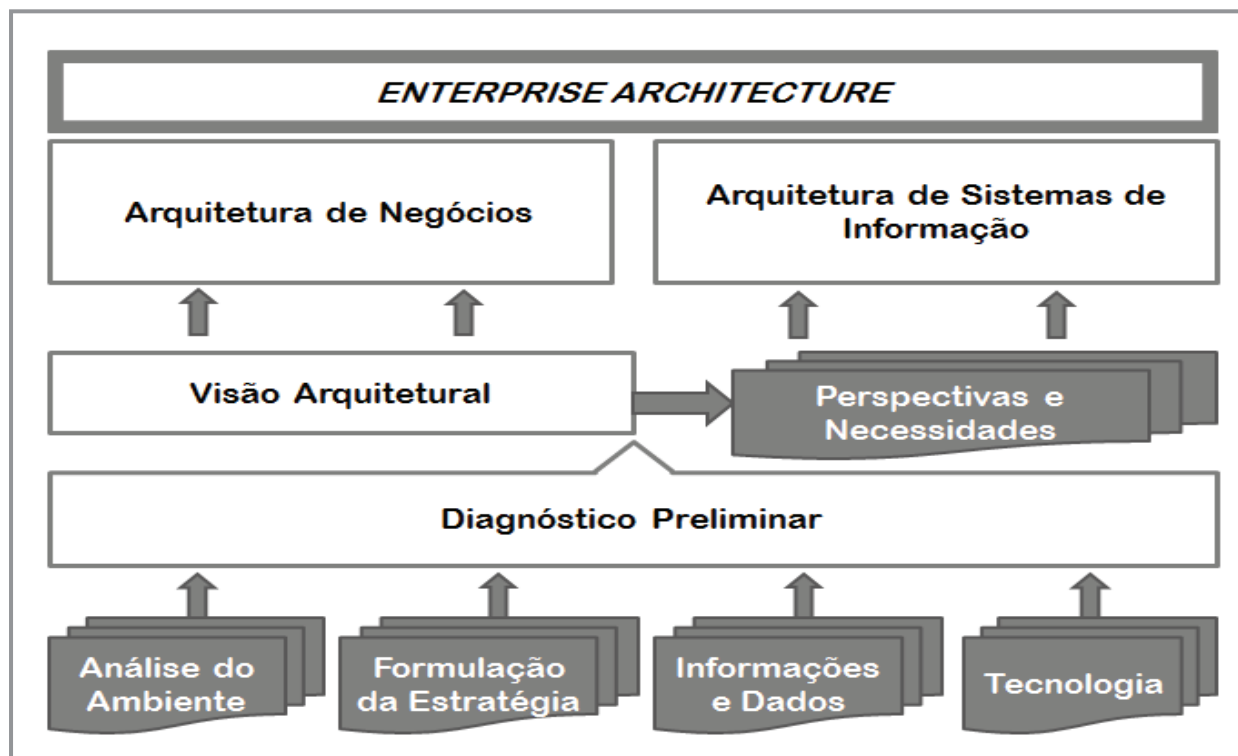 ENTERPRISE ARCHITECTURE
Arquitetura de Negócios
Arquitetura de Sistemas de
Informação
Visão Arquitetural
Perspectivas e
Necessidades
Diagnóstico Preliminar
Análise do
Ambiente
Formulação
da Estratégia
Informações
e Dados
Tecnologia